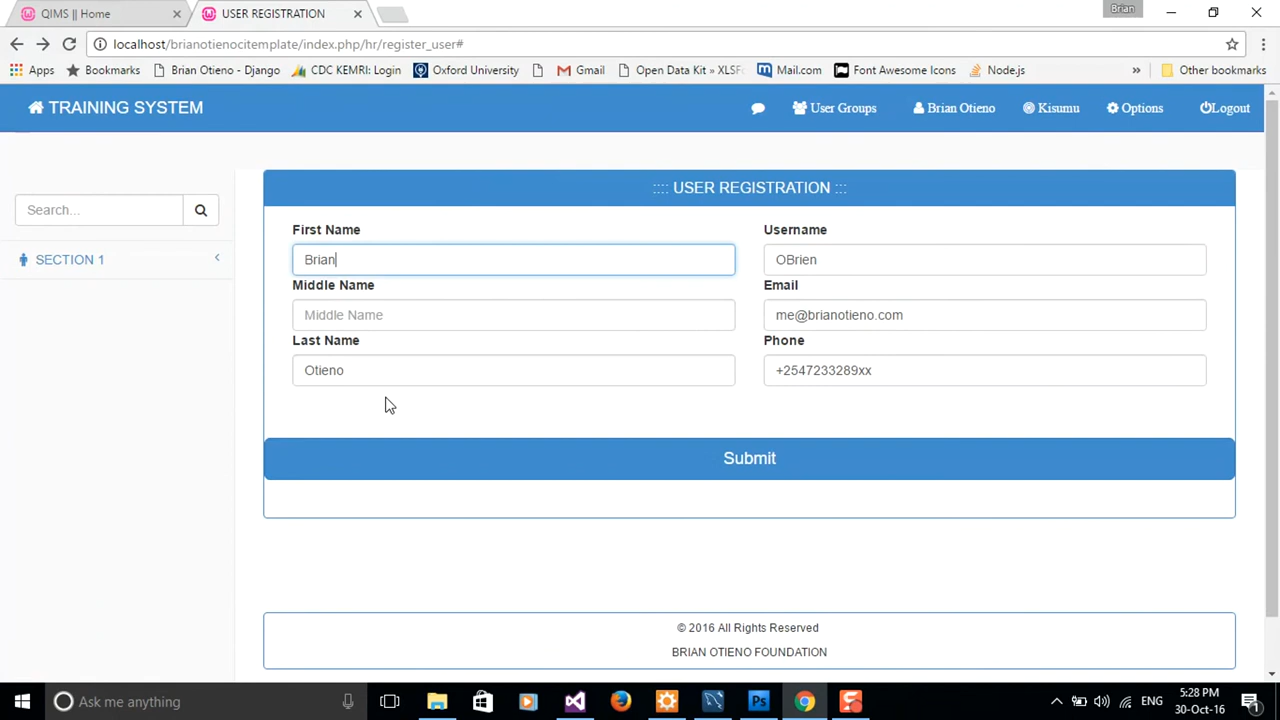 QIMS || Home
USER REGISTRATION
Brian
localhost/brianotienocitemplate/index.php/hr/register_user#
Apps Bookmarks Brian Otieno - Django CDC KEMRI: Login Oxford University Gmail Open Data Kit » XLSF Mail.com Font Awesome Icons Node.js » Other bookmarks
TRAINING SYSTEM
User Groups Brian Otieno Kisumu Options Logout
Search...
SECTION 1
:::: USER REGISTRATION :::
First Name
Brian
Username
OBrien
Middle Name
Middle Name
Email
me@brianotieno.com
Last Name
Otieno
Phone
+2547233289xx
Submit
© 2016 All Rights Reserved
BRIAN OTIENO FOUNDATION
Ask me anything
ENG
5:28 PM
30-Oct-16